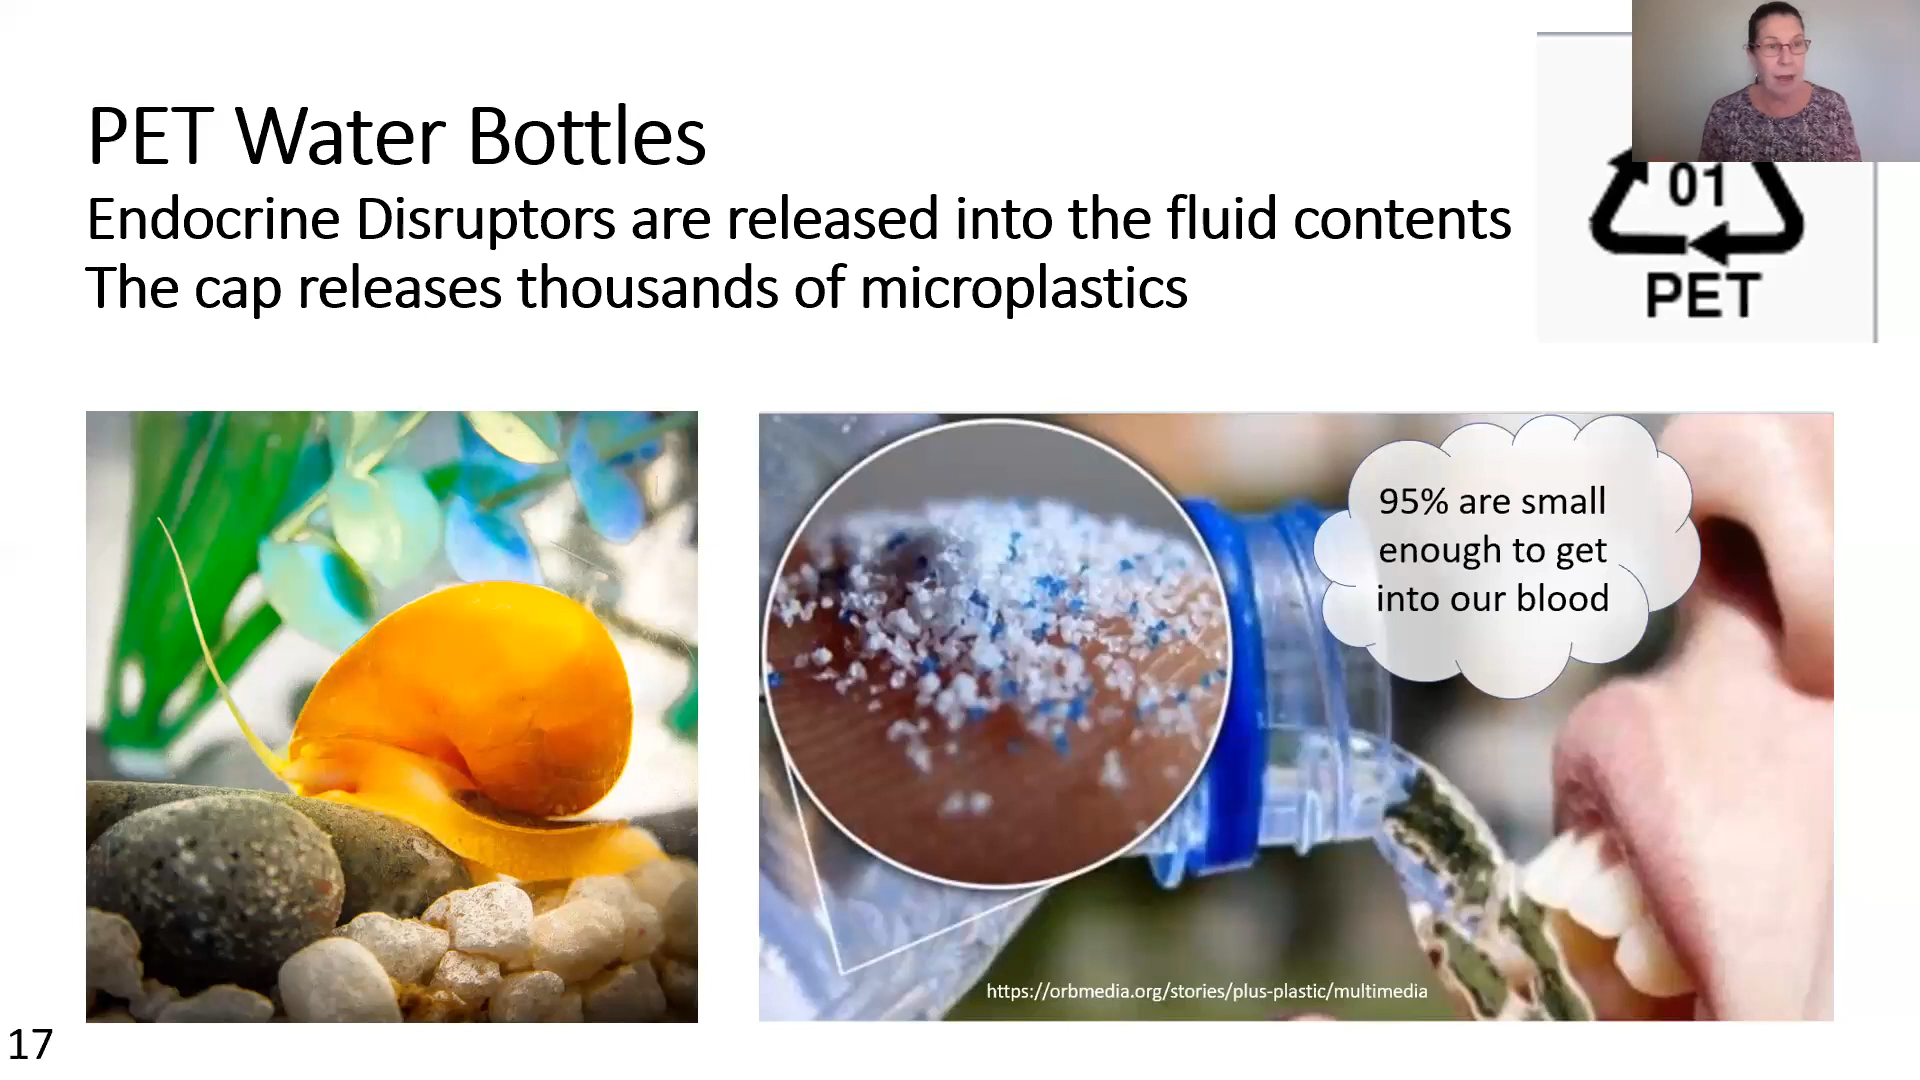 PET Water Bottles
Endocrine Disruptors are released into the fluid contents
The cap releases thousands of microplastics
01
PET
95% are small
enough to get
into our blood
https://orbmedia.org/stories/plus-plastic/multimedia
17